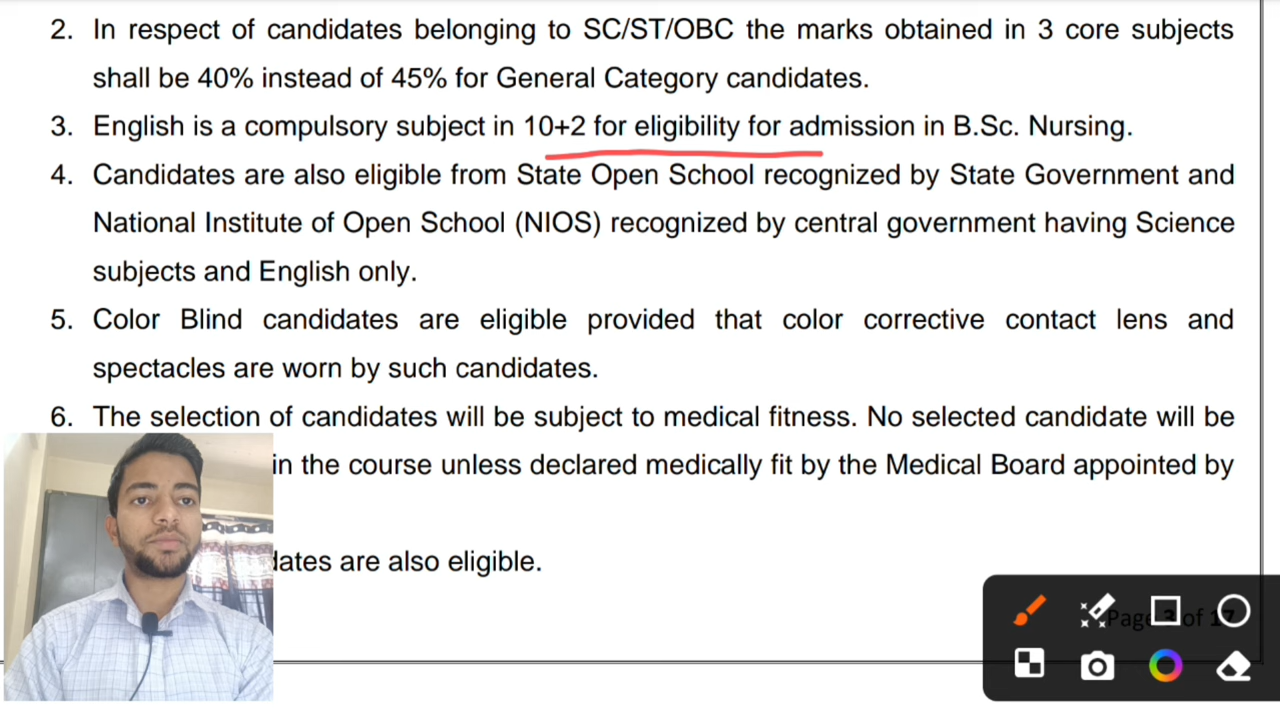 2. In respect of candidates belonging to SC/ST/OBC the marks obtained in 3 core subjects
shall be 40% instead of 45% for General Category candidates.
3. English is a compulsory subject in 10+2 for eligibility for admission in B.Sc. Nursing.
4. Candidates are also eligible from State Open School recognized by State Government and
National Institute of Open School (NIOS) recognized by central government having Science
subjects and English only.
5. Color Blind candidates are eligible provided that color corrective contact lens and
spectacles are worn by such candidates.
6. The selection of candidates will be subject to medical fitness. No selected candidate will be
in the course unless declared medically fit by the Medical Board appointed by
dates are also eligible.
Page 3 of 17